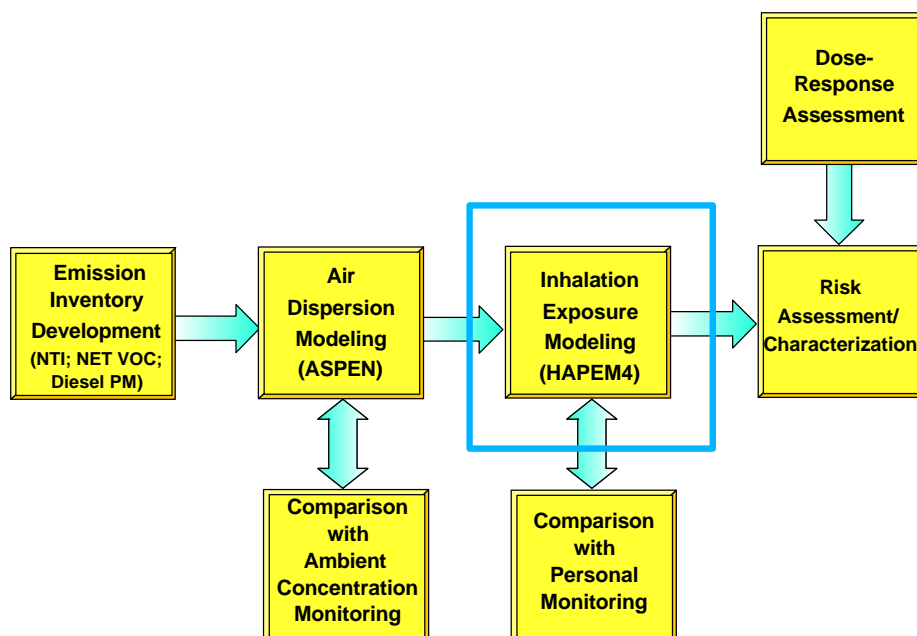 Dose-
Response
Assessment
Emission
Inventory
Development
(NTI; NET VOC;
Diesel PM)
Air
Dispersion
Modeling
(ASPEN)
Inhalation
Exposure
Modeling
(HAPEM4)
Risk
Assessment/
Characterization
Comparison
with
Ambient
Concentration
Monitoring
Comparison
with
Personal
Monitoring